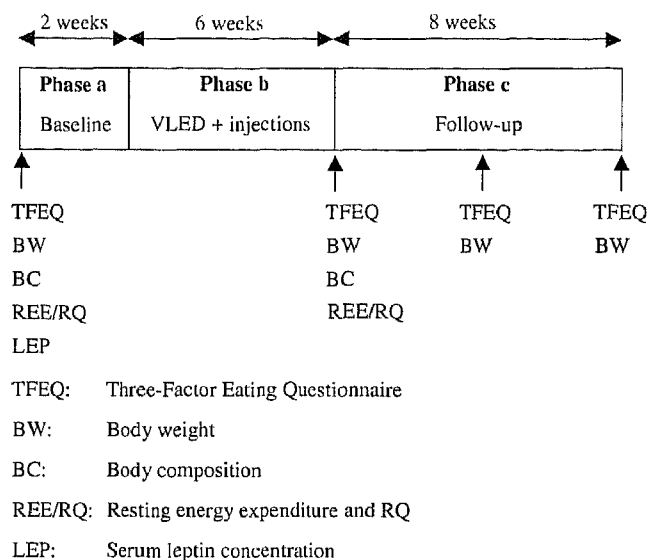 2 weeks 6 weeks 8 weeks
Phase a Phase b Phase c
Baseline VLED + injections Follow-up
TFEQ TFEQ TFEQ TFEQ
BW BW BW BW
BC BC
REE/RQ REE/RQ
LEP
TFEQ: Three-Factor Eating Questionnaire
BW: Body weight
BC: Body composition
REE/RQ: Resting energy expenditure and RQ
LEP: Serum leptin concentration